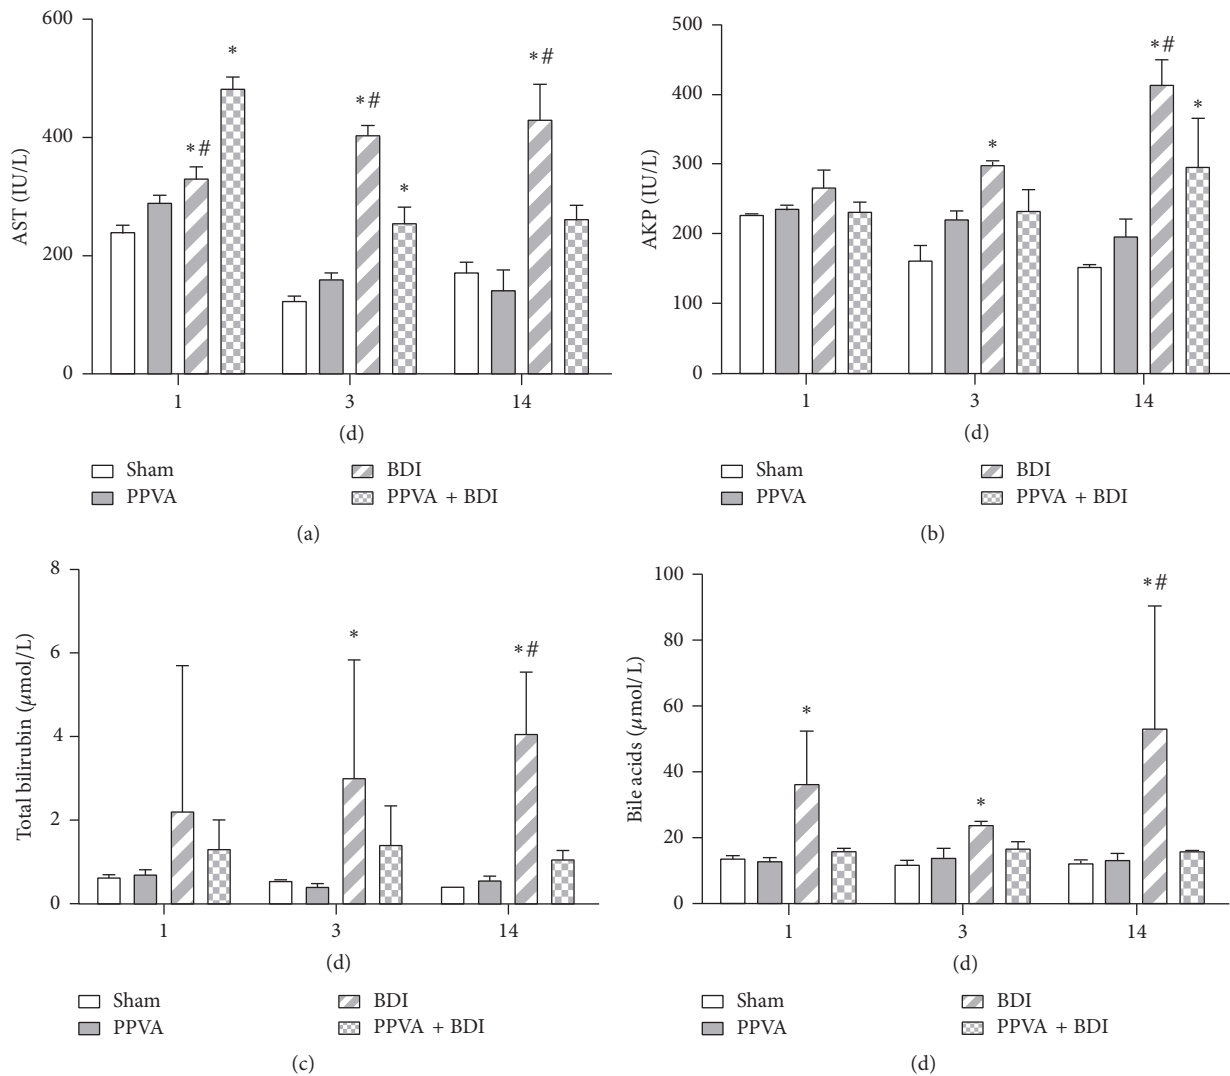 600
400
200
0
AST (IU/L)
*#
*
*#
*
*#
1
3
14
(d)
Sham
PPVA
BDI
PPVA + BDI
(a)
500
400
300
200
100
0
AKP (IU/L)
*
*#
*
1
3
14
(d)
Sham
PPVA
BDI
PPVA + BDI
(b)
8
6
4
2
0
Total bilirubin (μmol/L)
*
*#
1
3
14
(d)
Sham
PPVA
BDI
PPVA + BDI
(c)
100
80
60
40
20
0
Bile acids (μmol/L)
*
*
*#
1
3
14
(d)
Sham
PPVA
BDI
PPVA + BDI
(d)